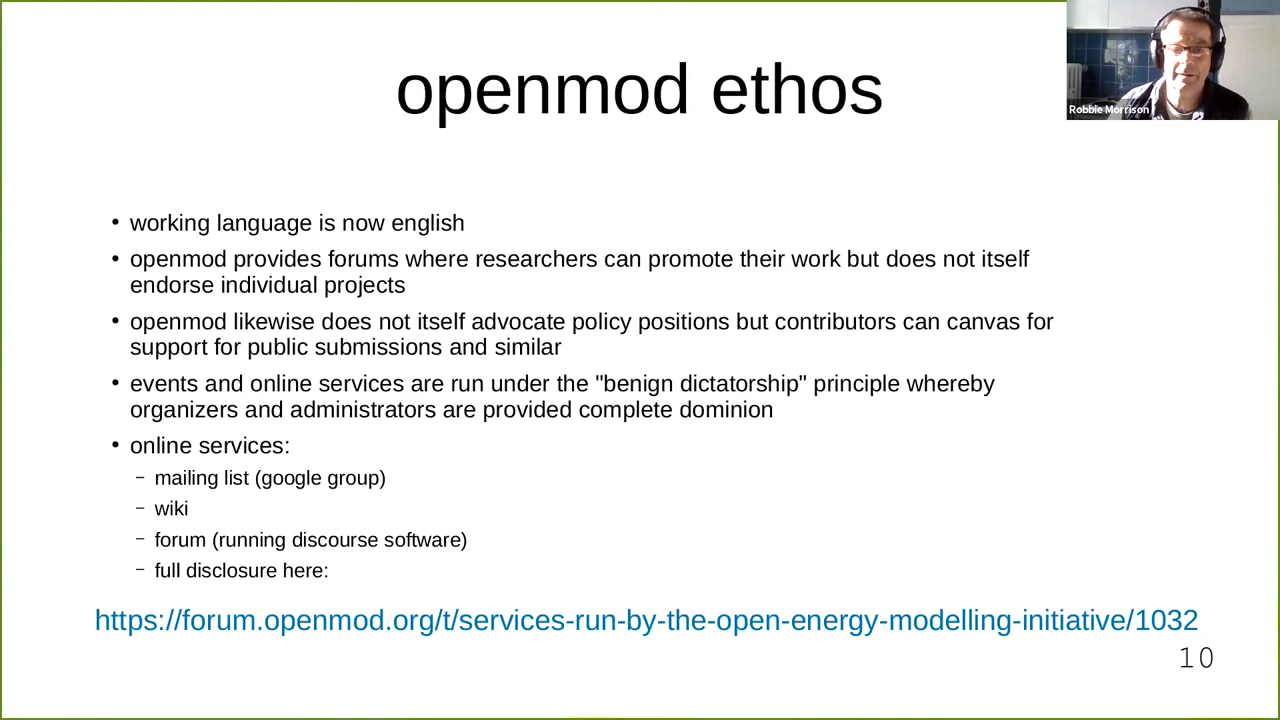 openmod ethos
Robbie Morrison
• working language is now english
• openmod provides forums where researchers can promote their work but does not itself
endorse individual projects
• openmod likewise does not itself advocate policy positions but contributors can canvas for
support for public submissions and similar
• events and online services are run under the "benign dictatorship" principle whereby
organizers and administrators are provided complete dominion
• online services:
– mailing list (google group)
– wiki
– forum (running discourse software)
– full disclosure here:
https://forum.openmod.org/t/services-run-by-the-open-energy-modelling-initiative/1032
10